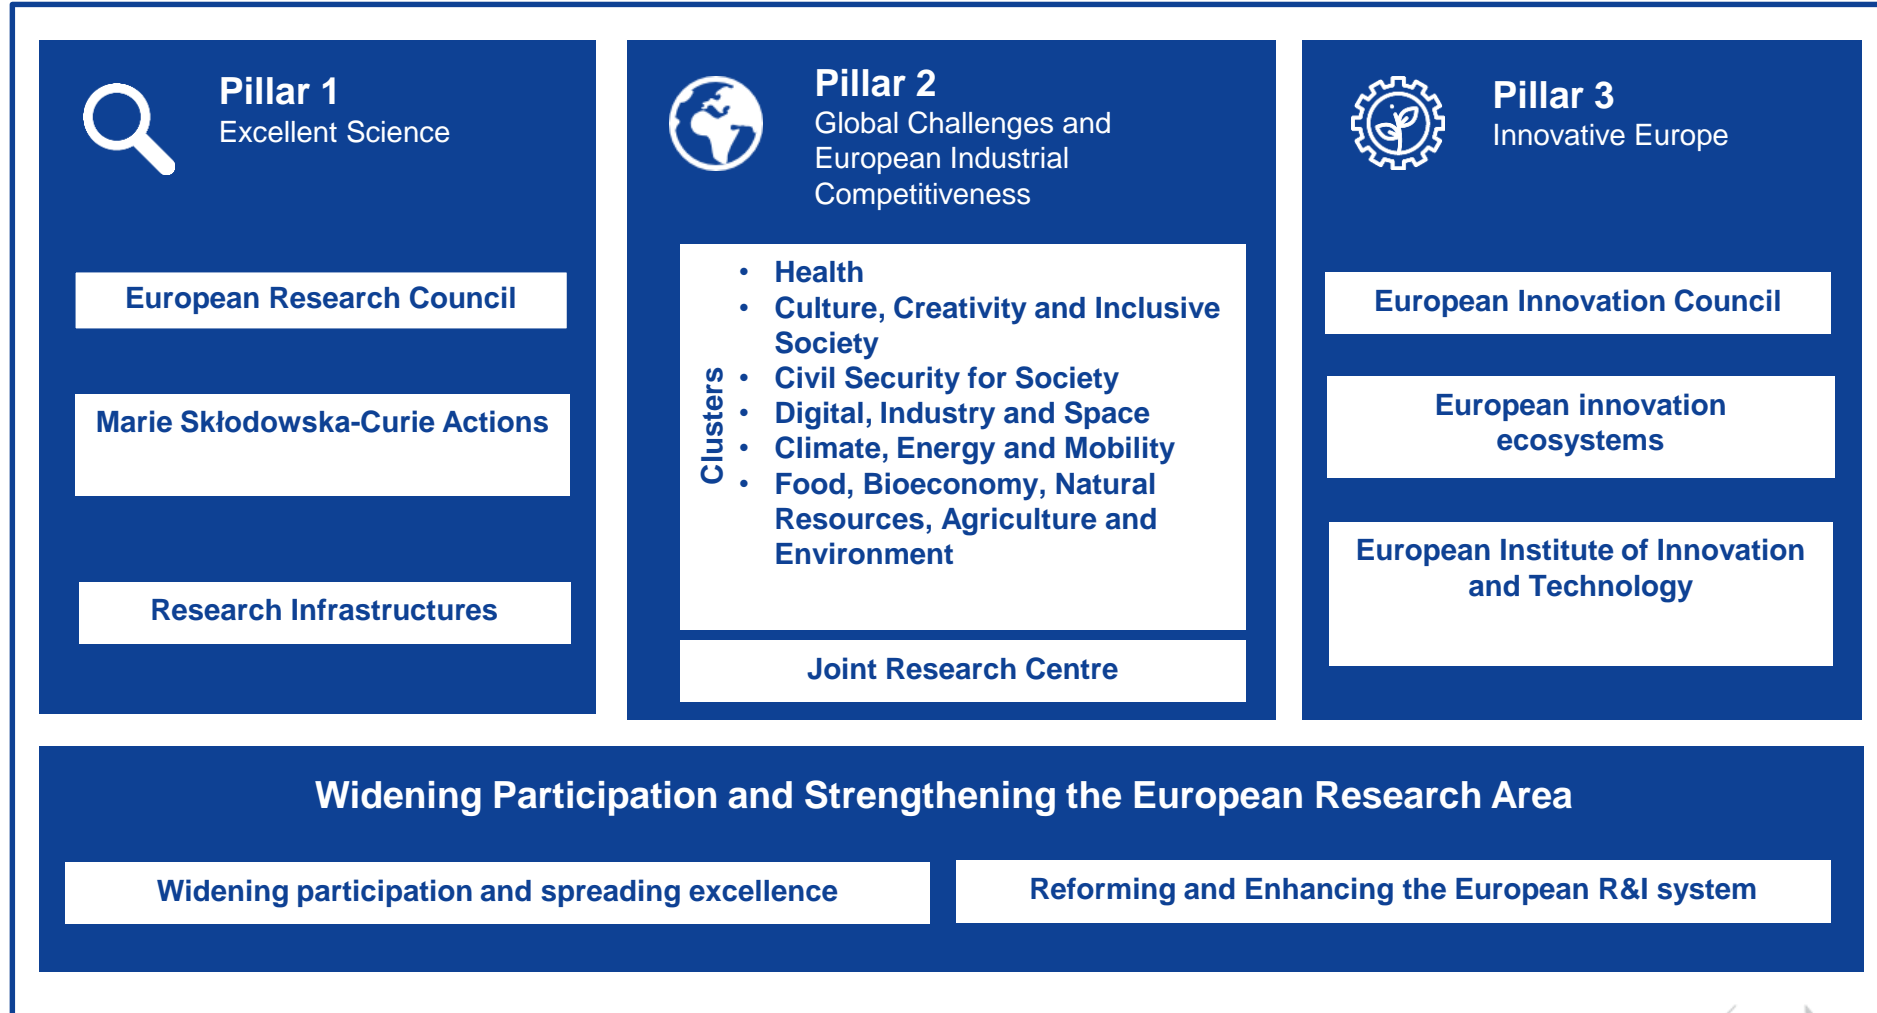 Pillar 1
Excellent Science
European Research Council
Marie Skłodowska-Curie Actions
Research Infrastructures
Pillar 2
Global Challenges and
European Industrial
Competitiveness
Clusters
• Health
• Culture, Creativity and Inclusive
Society
• Civil Security for Society
• Digital, Industry and Space
• Climate, Energy and Mobility
• Food, Bioeconomy, Natural
Resources, Agriculture and
Environment
Joint Research Centre
Pillar 3
Innovative Europe
European Innovation Council
European innovation
ecosystems
European Institute of Innovation
and Technology
Widening Participation and Strengthening the European Research Area
Widening participation and spreading excellence
Reforming and Enhancing the European R&I system